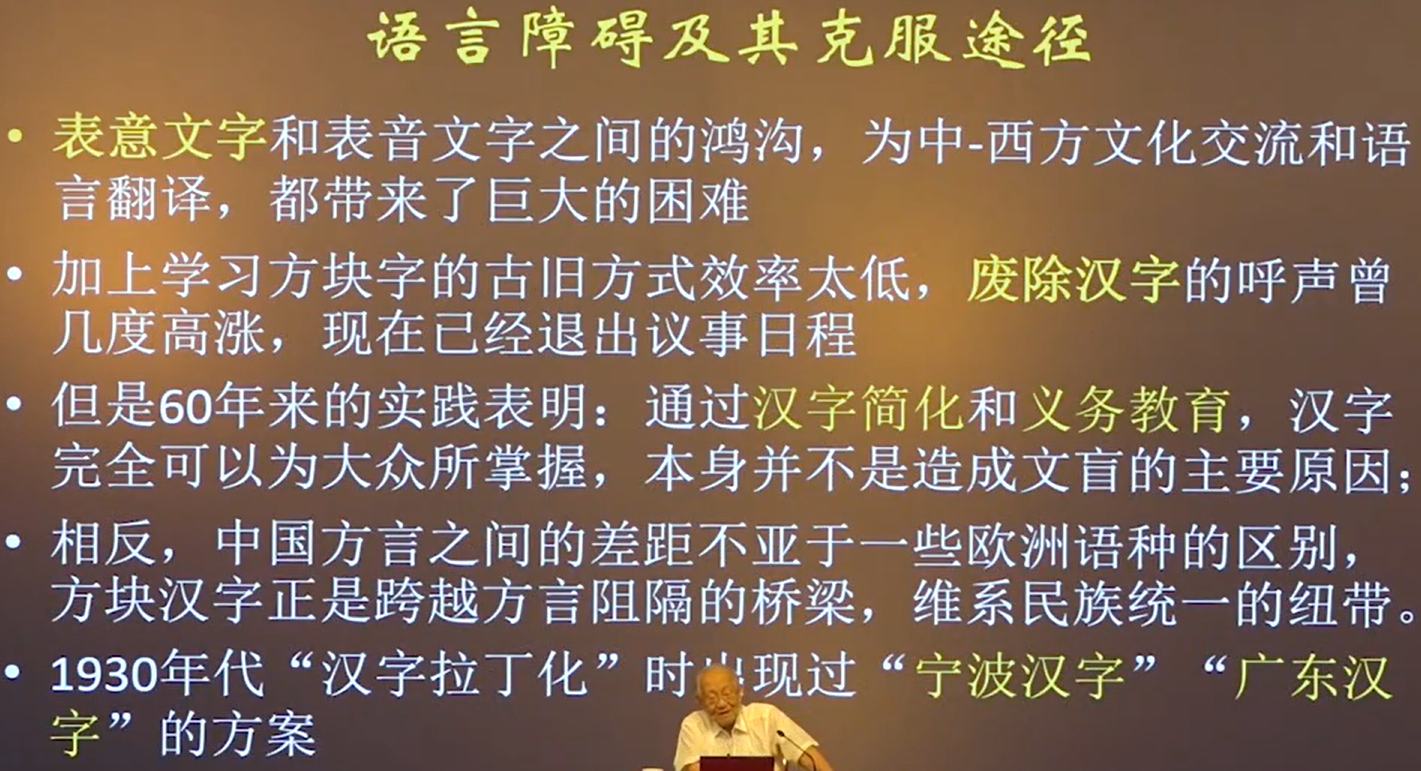 语言障碍及其克服途径
• 表意文字和表音文字之间的鸿沟，为中-西方文化交流和语
言翻译，都带来了巨大的困难
• 加上学习方块字的古旧方式效率太低，废除汉字的呼声曾
几度高涨，现在已经退出议事日程
• 但是60年来的实践表明：通过汉字简化和义务教育，汉字
完全可以为大众所掌握，本身并不是造成文盲的主要原因；
• 相反，中国方言之间的差距不亚于一些欧洲语种的区别，
方块汉字正是跨越方言阻隔的桥梁，维系民族统一的纽带。
• 1930年代“汉字拉丁化”时出现过“宁波汉字”“广东汉
字”的方案